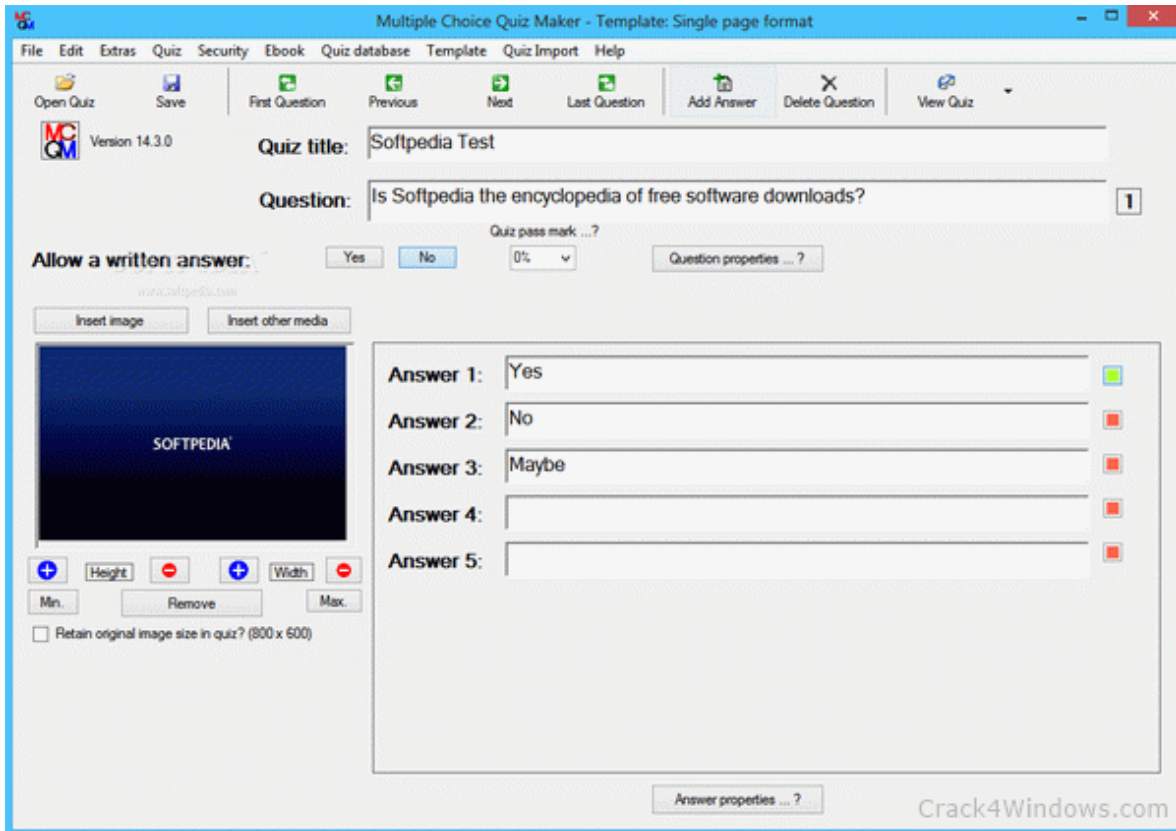 MC QM Multiple Choice Quiz Maker - Template: Single page format
File Edit Extras Quiz Security Ebook Quiz database Template Quiz Import Help
Open Quiz Save First Question Previous Next Last Question Add Answer Delete Question View Quiz
MC QM Version 14.3.0 Quiz title: Softpedia Test
Question: Is Softpedia the encyclopedia of free software downloads? 1
Quiz pass mark ...?
Allow a written answer: Yes No 0% Question properties ... ?
www.softpedia.com
Insert image Insert other media
SOFTPEDIA
Answer 1: Yes
Answer 2: No
Answer 3: Maybe
Answer 4:
Answer 5:
Height Width
Min. Remove Max.
Retain original image size in quiz? (800 x 600)
Answer properties ... ?
Crack4Windows.com